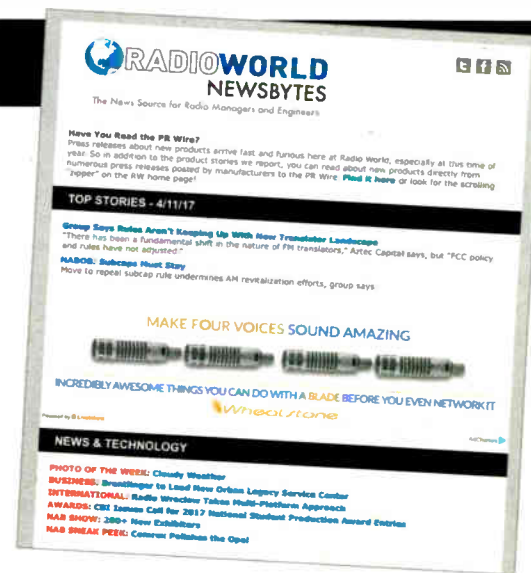 RADIOWORLD
NEWSBYTES
The News Source for Radio Managers and Engineers
Have You Read the PR Wire?
Press releases about new products arrive fast and furious here at Radio World, especially at this time of
year. So in addition to the product stories we report, you can read about new products directly from
numerous press releases posted by manufacturers to the PR Wire. Find it here or look for the scrolling
"zipper" on the RW home page!
TOP STORIES - 4/11/17
Group Says Rules Aren't Keeping Up With New Translator Landscape
"There has been a fundamental shift in the nature of FM translators," Aztec Capital says, but "FCC policy
and rules have not adjusted."
NABOB: Subcaps Must Stay
Move to repeal subcap rule undermines AM revitalization efforts, group says
MAKE FOUR VOICES SOUND AMAZING
INCREDIBLY AWESOME THINGS YOU CAN DO WITH A BLADE BEFORE YOU EVEN NETWORK IT
Wheatstone
Powered by LiveIntent
AdChoices
NEWS & TECHNOLOGY
PHOTO OF THE WEEK: Cloudy Weather
BUSINESS: Brentlinger to Lead New Orban Legacy Service Center
INTERNATIONAL: Radio Wroclaw Takes Multi-Platform Approach
AWARDS: CBI Issues Call for 2017 National Student Production Award Entries
NAB SHOW: 280+ New Exhibitors
NAB SNEAK PEEK: Comrex Polishes the Opal